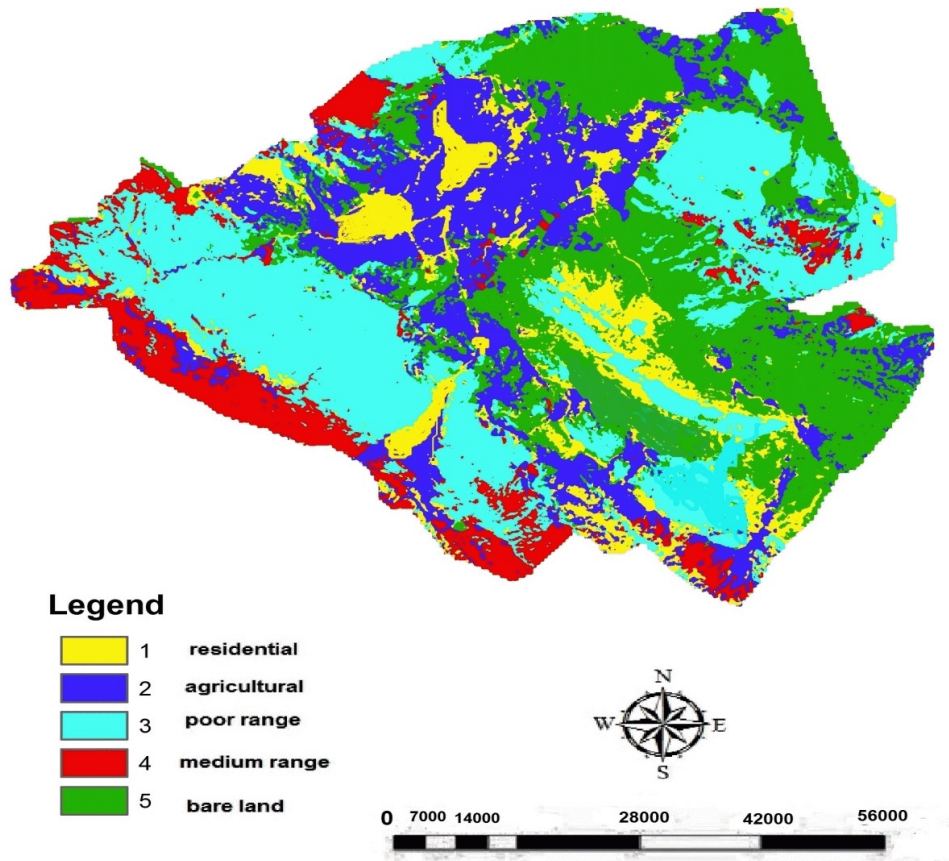 Legend
1 residential
2 agricultural
3 poor range
4 medium range
5 bare land
N
W E
S
0 7000 14000 28000 42000 56000